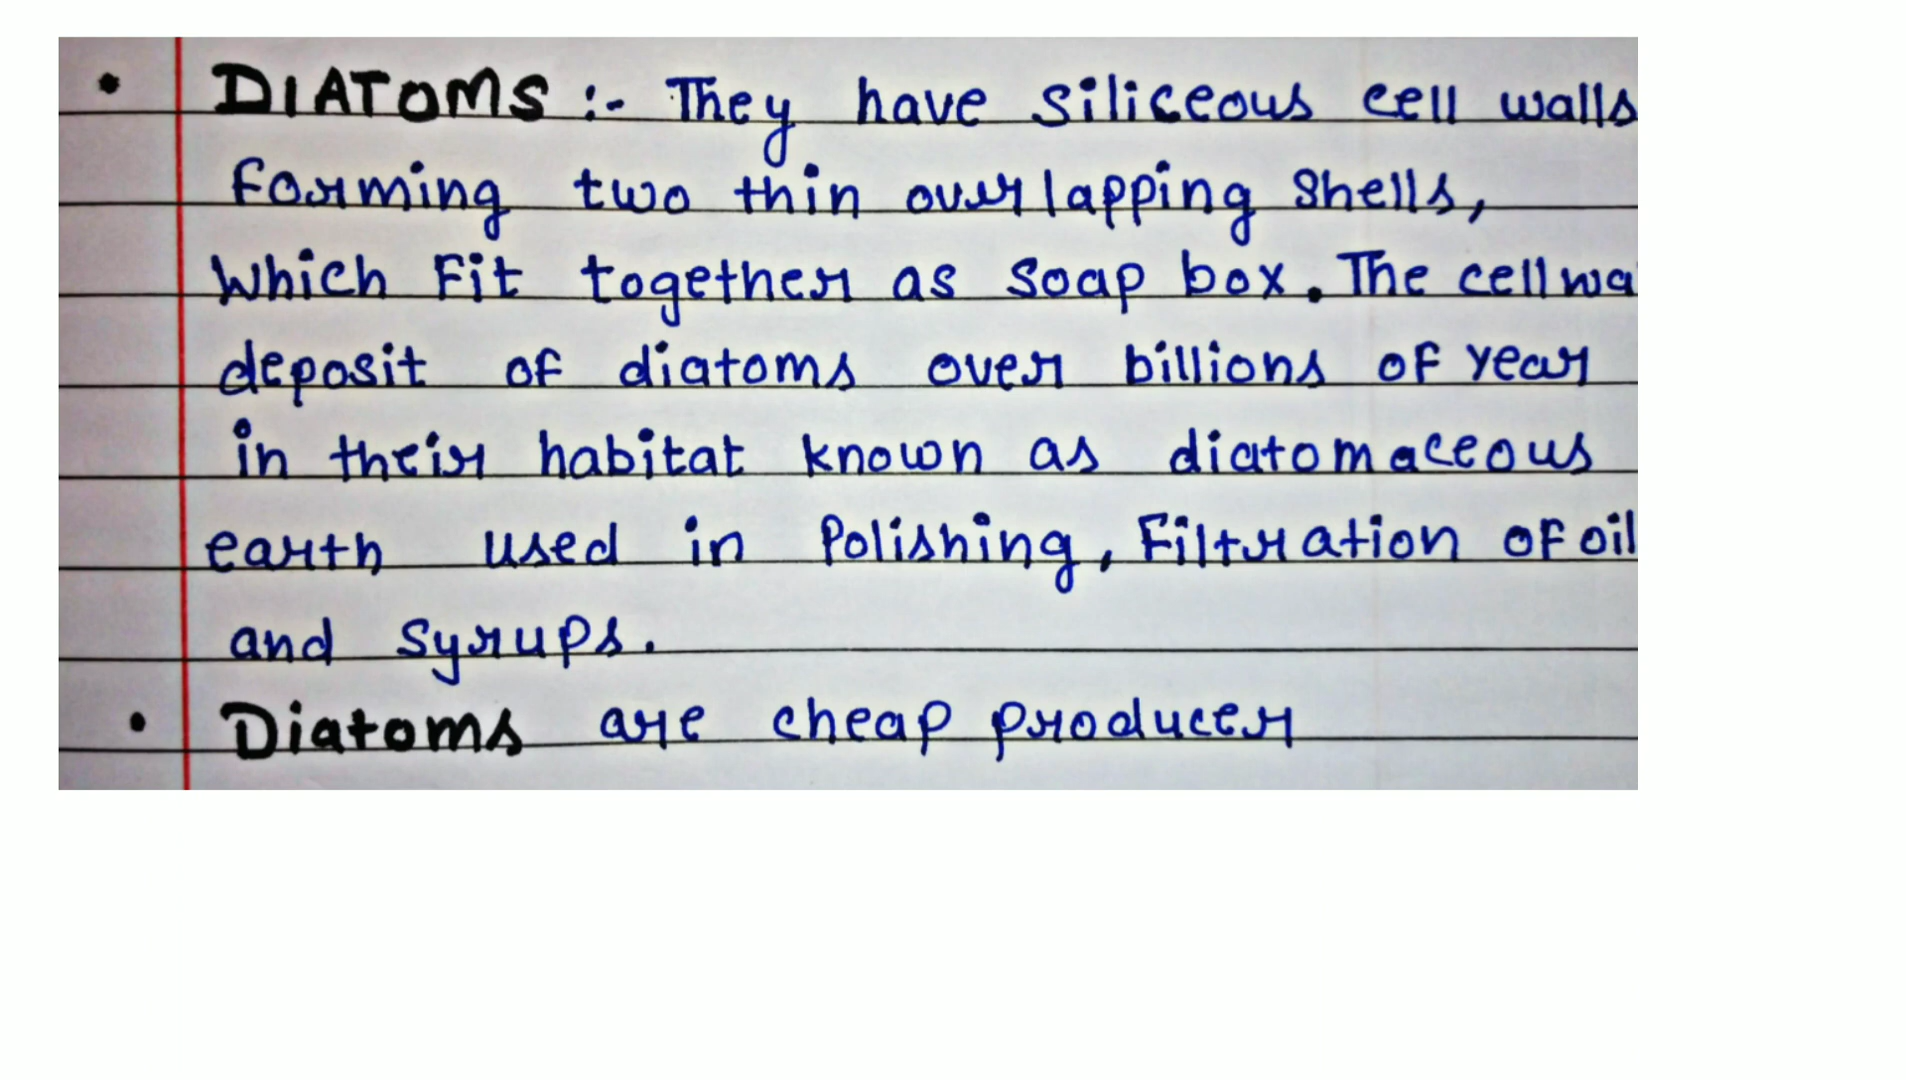 • DIATOMS :- They have siliceous cell walls
forming two thin overlapping shells,
Which Fit together as soap box. The cell wa
deposit of diatoms over billions of year
in their habitat known as diatomaceous
earth used in Polishing, Filtration of oil
and syrups.
• Diatoms are cheap producer